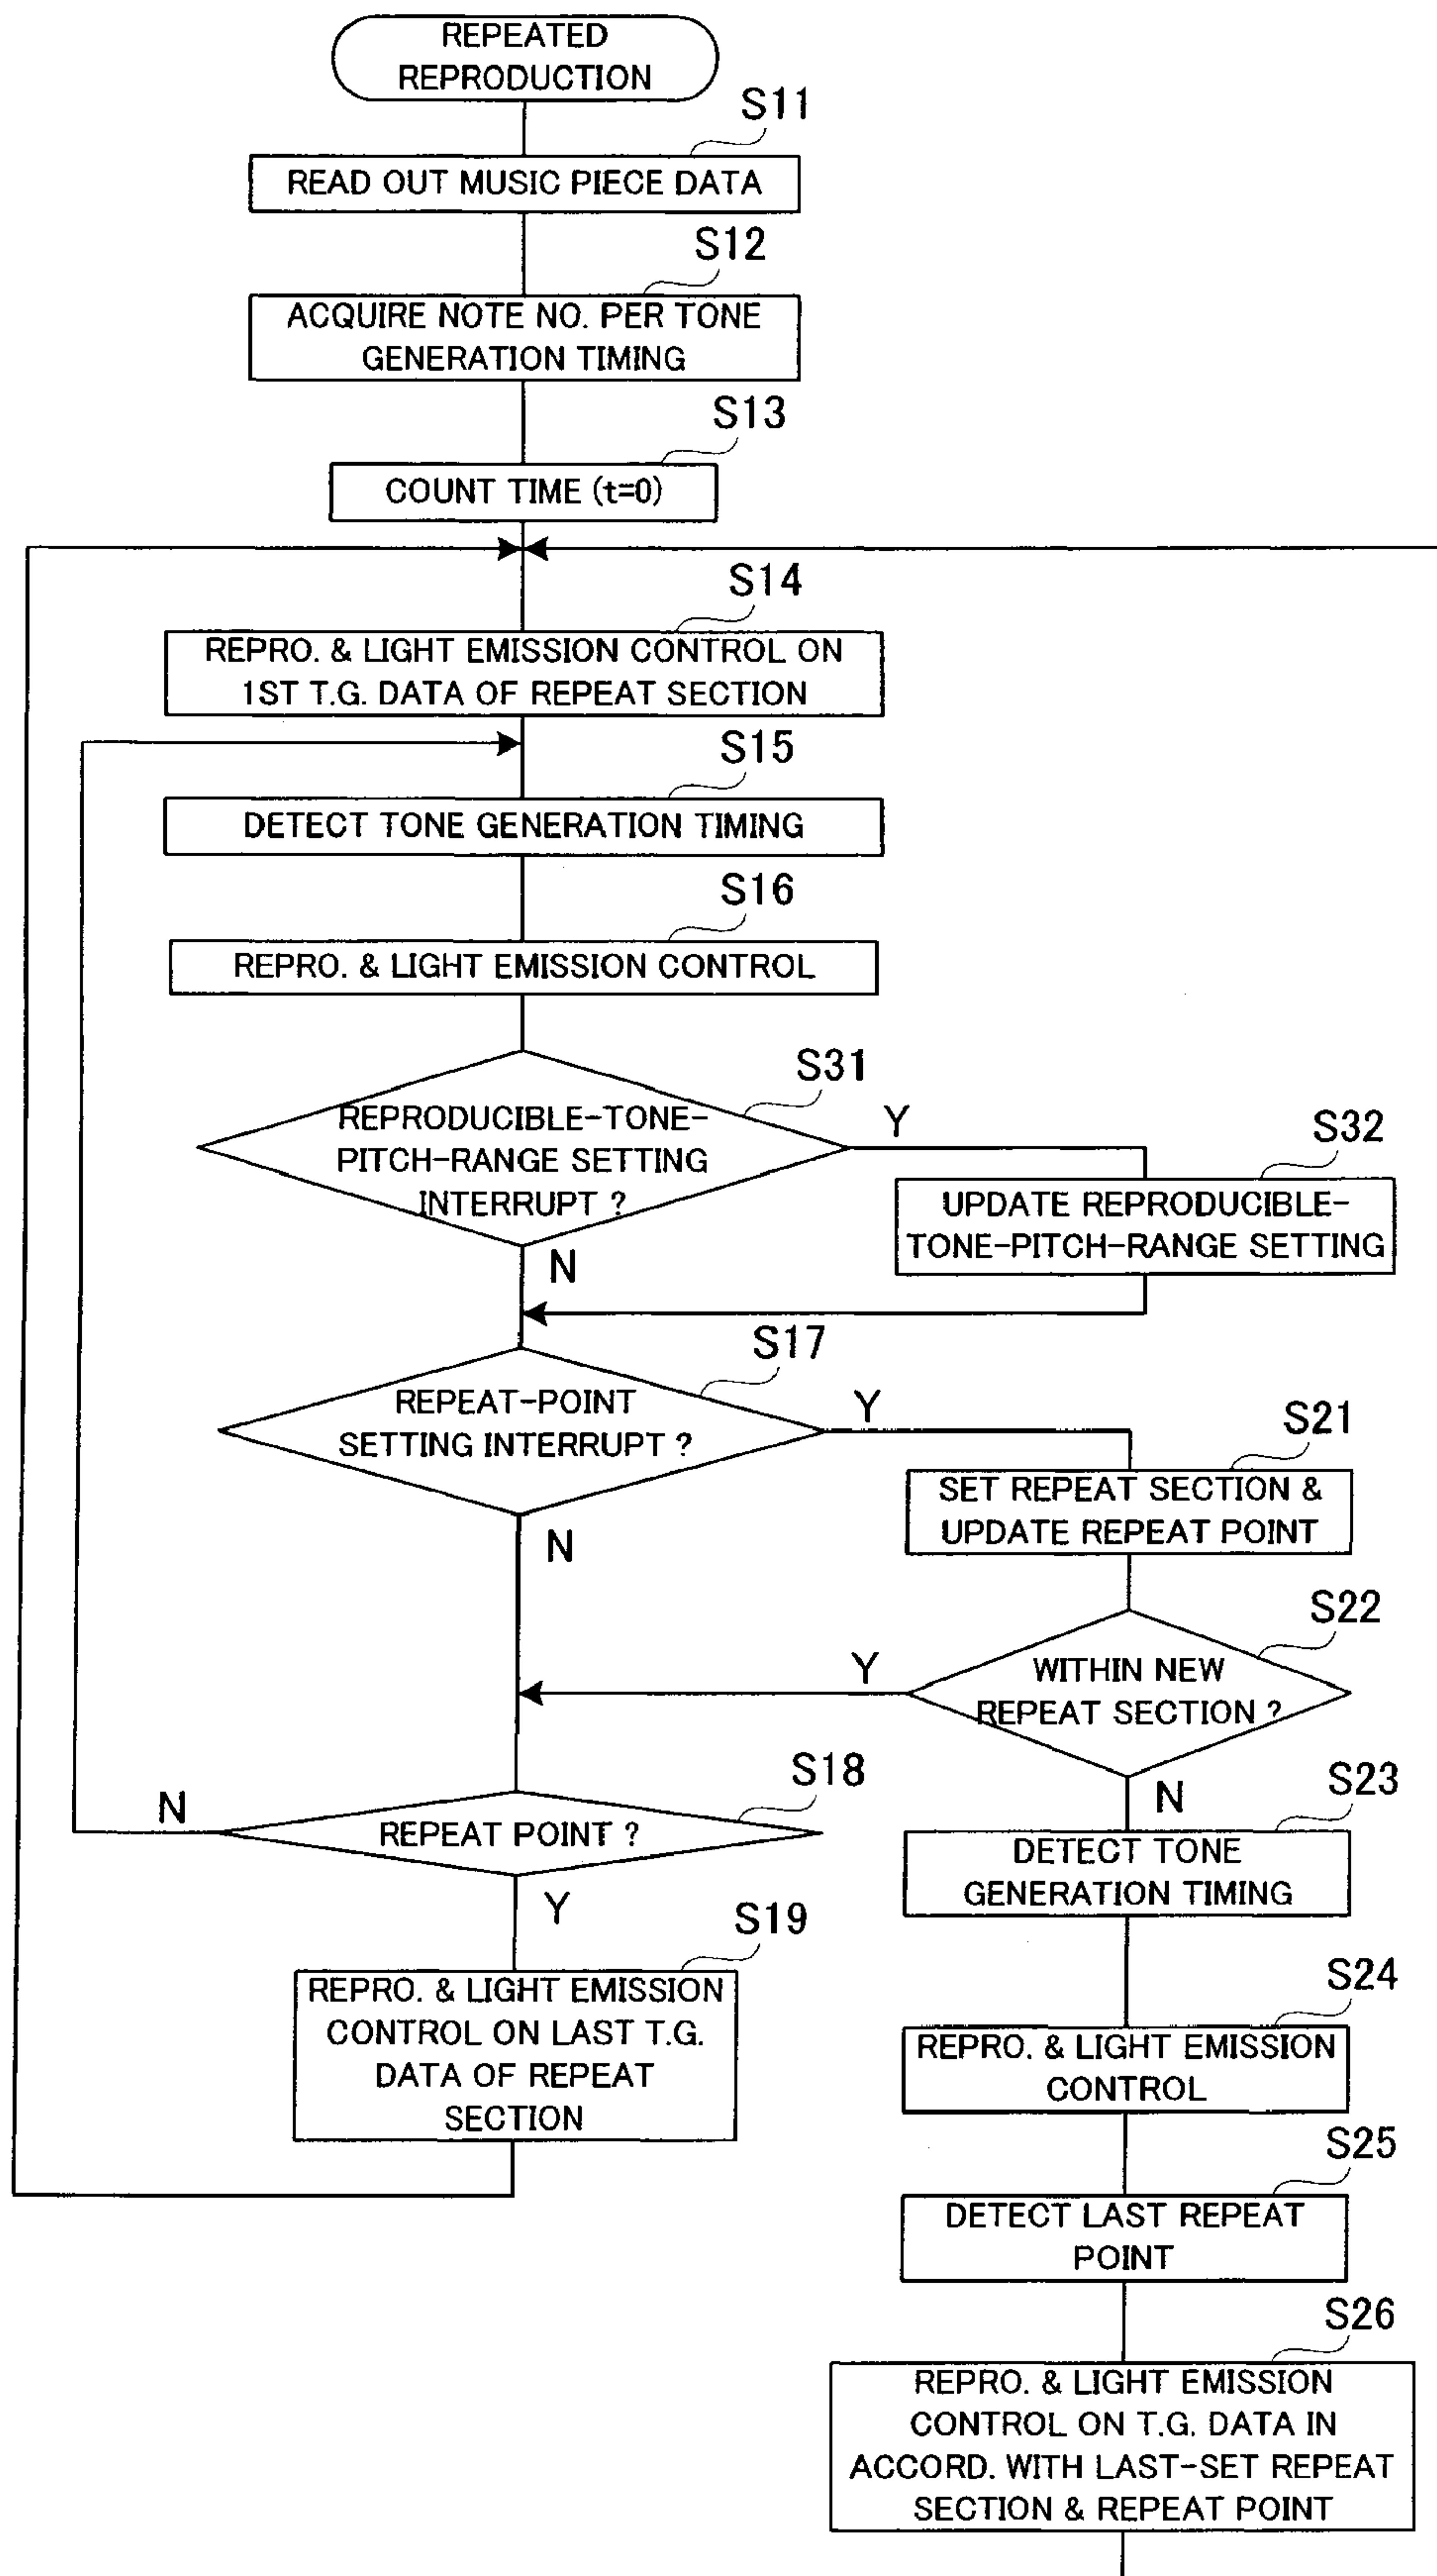 REPEATED
REPRODUCTION
S11
READ OUT MUSIC PIECE DATA
S12
ACQUIRE NOTE NO. PER TONE
GENERATION TIMING
S13
COUNT TIME (t=0)
S14
REPRO. & LIGHT EMISSION CONTROL ON
1ST T.G. DATA OF REPEAT SECTION
S15
DETECT TONE GENERATION TIMING
S16
REPRO. & LIGHT EMISSION CONTROL
S31
REPRODUCIBLE-TONE-
PITCH-RANGE SETTING
INTERRUPT ?
Y
N
S32
UPDATE REPRODUCIBLE-
TONE-PITCH-RANGE SETTING
S17
REPEAT-POINT
SETTING INTERRUPT ?
Y
N
S21
SET REPEAT SECTION &
UPDATE REPEAT POINT
S22
WITHIN NEW
REPEAT SECTION ?
Y
N
S18
REPEAT POINT ?
N
Y
S23
DETECT TONE
GENERATION TIMING
S19
REPRO. & LIGHT EMISSION
CONTROL ON LAST T.G.
DATA OF REPEAT
SECTION
S24
REPRO. & LIGHT EMISSION
CONTROL
S25
DETECT LAST REPEAT
POINT
S26
REPRO. & LIGHT EMISSION
CONTROL ON T.G. DATA IN
ACCORD. WITH LAST-SET REPEAT
SECTION & REPEAT POINT